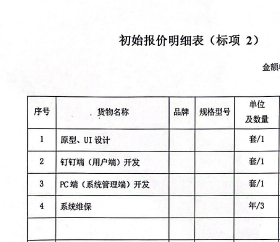 初始报价明细表（标项 2）
金额
序号 货物名称 品牌 规格型号 单位及数量
1 原型、UI 设计 套/1
2 钉钉端（用户端）开发 套/1
3 PC 端（系统管理端）开发 套/1
4 系统维保 年/3